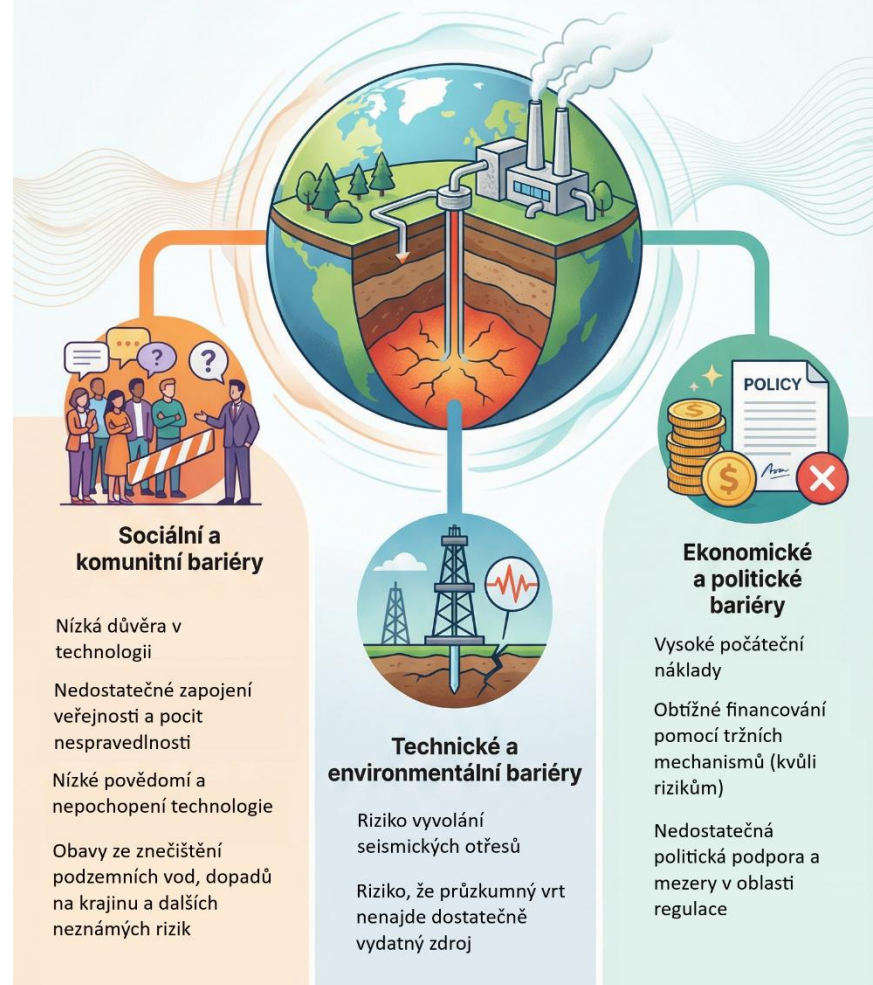 POLICY
Sociální a
komunitní bariéry
Nízká důvěra v
technologii
Nedostatečné zapojení
veřejnosti a pocit
nespravedlnosti
Nízké povědomí a
nepochopení technologie
Obavy ze znečištění
podzemních vod, dopadů
na krajinu a dalších
neznámých rizik
Technické a
environmentální bariéry
Riziko vyvolání
seismických otřesů
Riziko, že průzkumný vrt
nenajde dostatečně
vydatný zdroj
Ekonomické
a politické
bariéry
Vysoké počáteční
náklady
Obtížné financování
pomocí tržních
mechanismů (kvůli
rizikům)
Nedostatečná
politická podpora a
mezery v oblasti
regulace